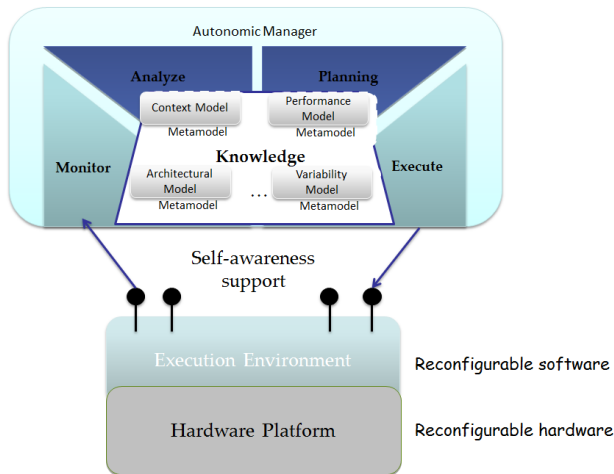 Autonomic Manager
Analyze
Planning
Context Model
Metamodel
Performance
Model
Metamodel
Knowledge
Monitor
Execute
Architectural
Model
Metamodel
...
Variability
Model
Metamodel
Self-awareness
support
Execution Environment
Reconfigurable software
Hardware Platform
Reconfigurable hardware